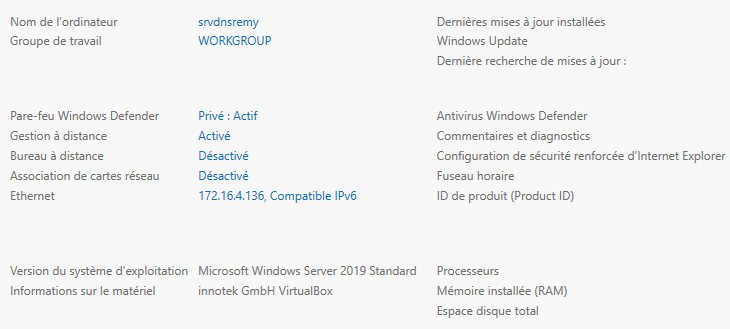 Nom de l'ordinateur srvdnsremy Dernières mises à jour installées
Groupe de travail WORKGROUP Windows Update
Dernière recherche de mises à jour :
Pare-feu Windows Defender Privé : Actif Antivirus Windows Defender
Gestion à distance Activé Commentaires et diagnostics
Bureau à distance Désactivé Configuration de sécurité renforcée d'Internet Explorer
Association de cartes réseau Désactivé Fuseau horaire
Ethernet 172.16.4.136, Compatible IPv6 ID de produit (Product ID)
Version du système d'exploitation Microsoft Windows Server 2019 Standard Processeurs
Informations sur le matériel innotek GmbH VirtualBox Mémoire installée (RAM)
Espace disque total